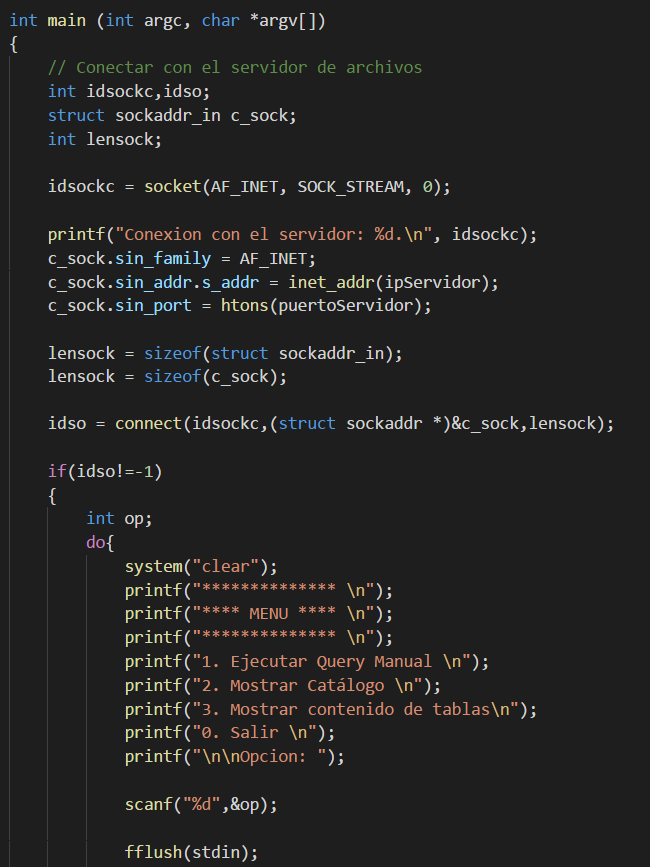 int main (int argc, char *argv[])
{
    // Conectar con el servidor de archivos
    int idsockc,idso;
    struct sockaddr_in c_sock;
    int lensock;

    idsockc = socket(AF_INET, SOCK_STREAM, 0);

    printf("Conexion con el servidor: %d.\n", idsockc);
    c_sock.sin_family = AF_INET;
    c_sock.sin_addr.s_addr = inet_addr(ipServidor);
    c_sock.sin_port = htons(puertoServidor);

    lensock = sizeof(struct sockaddr_in);
    lensock = sizeof(c_sock);

    idso = connect(idsockc,(struct sockaddr *)&c_sock,lensock);

    if(idso!=-1)
    {
        int op;
        do{
            system("clear");
            printf("************** \n");
            printf("**** MENU **** \n");
            printf("************** \n");
            printf("1. Ejecutar Query Manual \n");
            printf("2. Mostrar Catálogo \n");
            printf("3. Mostrar contenido de tablas\n");
            printf("0. Salir \n");
            printf("\n\nOpcion: ");

            scanf("%d",&op);

            fflush(stdin);